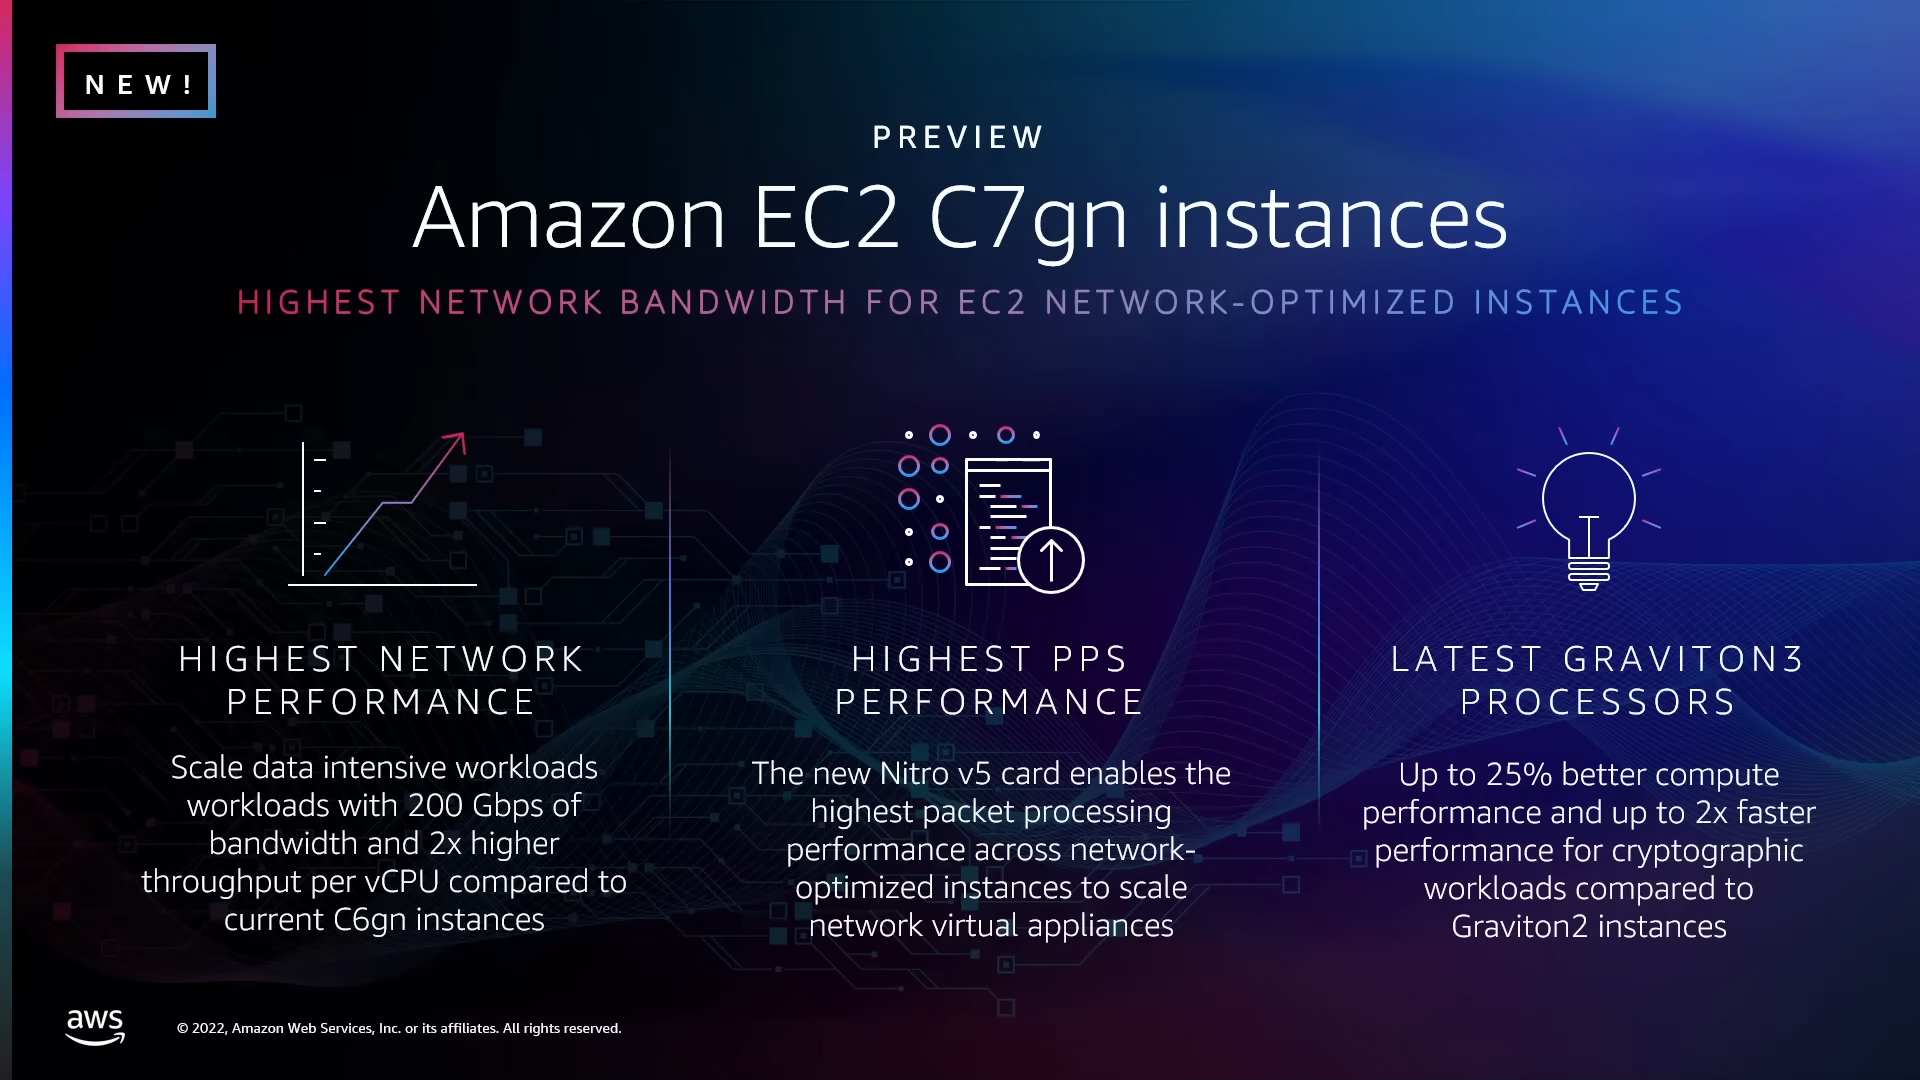 NEW!
PREVIEW
Amazon EC2 C7gn instances
HIGHEST NETWORK BANDWIDTH FOR EC2 NETWORK-OPTIMIZED INSTANCES
HIGHEST NETWORK
PERFORMANCE
Scale data intensive workloads
workloads with 200 Gbps of
bandwidth and 2x higher
throughput per vCPU compared to
current C6gn instances
HIGHEST PPS
PERFORMANCE
The new Nitro v5 card enables the
highest packet processing
performance across network-
optimized instances to scale
network virtual appliances
LATEST GRAVITON3
PROCESSORS
Up to 25% better compute
performance and up to 2x faster
performance for cryptographic
workloads compared to
Graviton2 instances
aws
© 2022, Amazon Web Services, Inc. or its affiliates. All rights reserved.